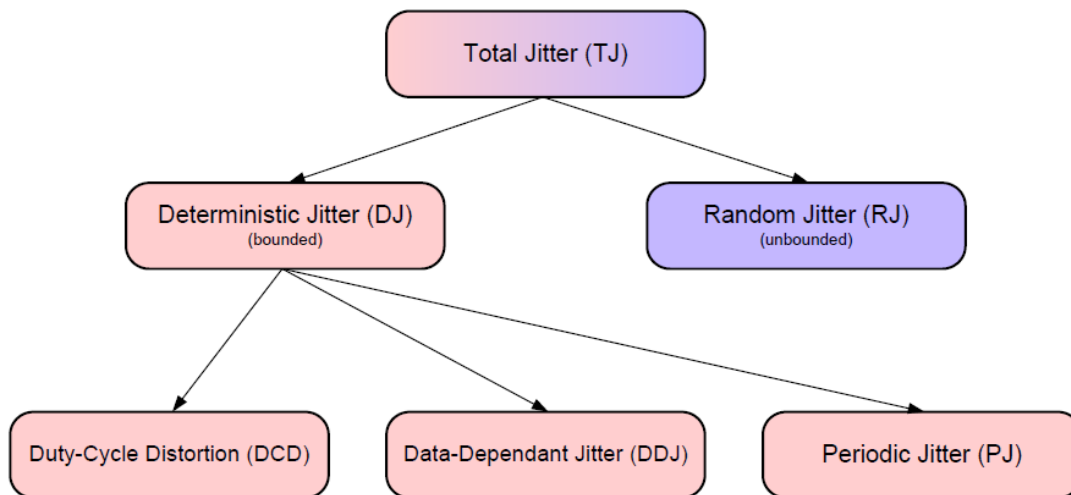 Total Jitter (TJ)
Deterministic Jitter (DJ)
(bounded)
Random Jitter (RJ)
(unbounded)
Duty-Cycle Distortion (DCD)
Data-Dependant Jitter (DDJ)
Periodic Jitter (PJ)